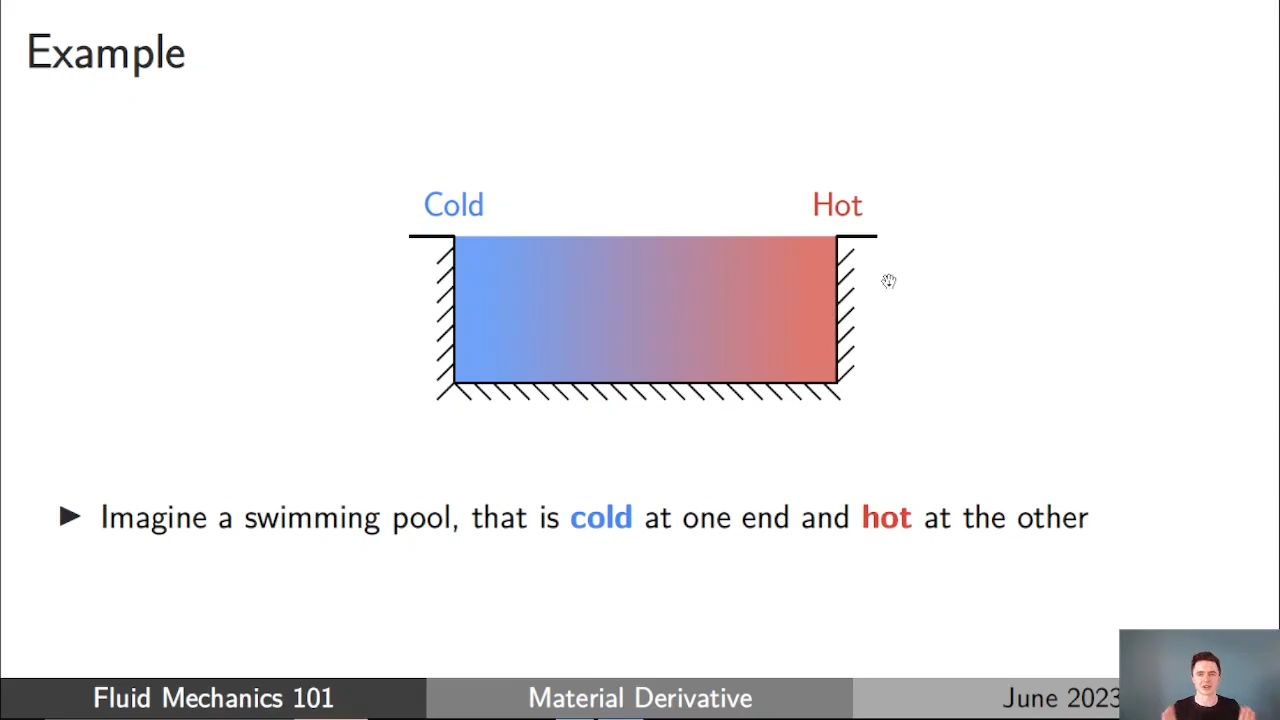 Example
Cold
Hot
Imagine a swimming pool, that is cold at one end and hot at the other
Fluid Mechanics 101
Material Derivative
June 2023